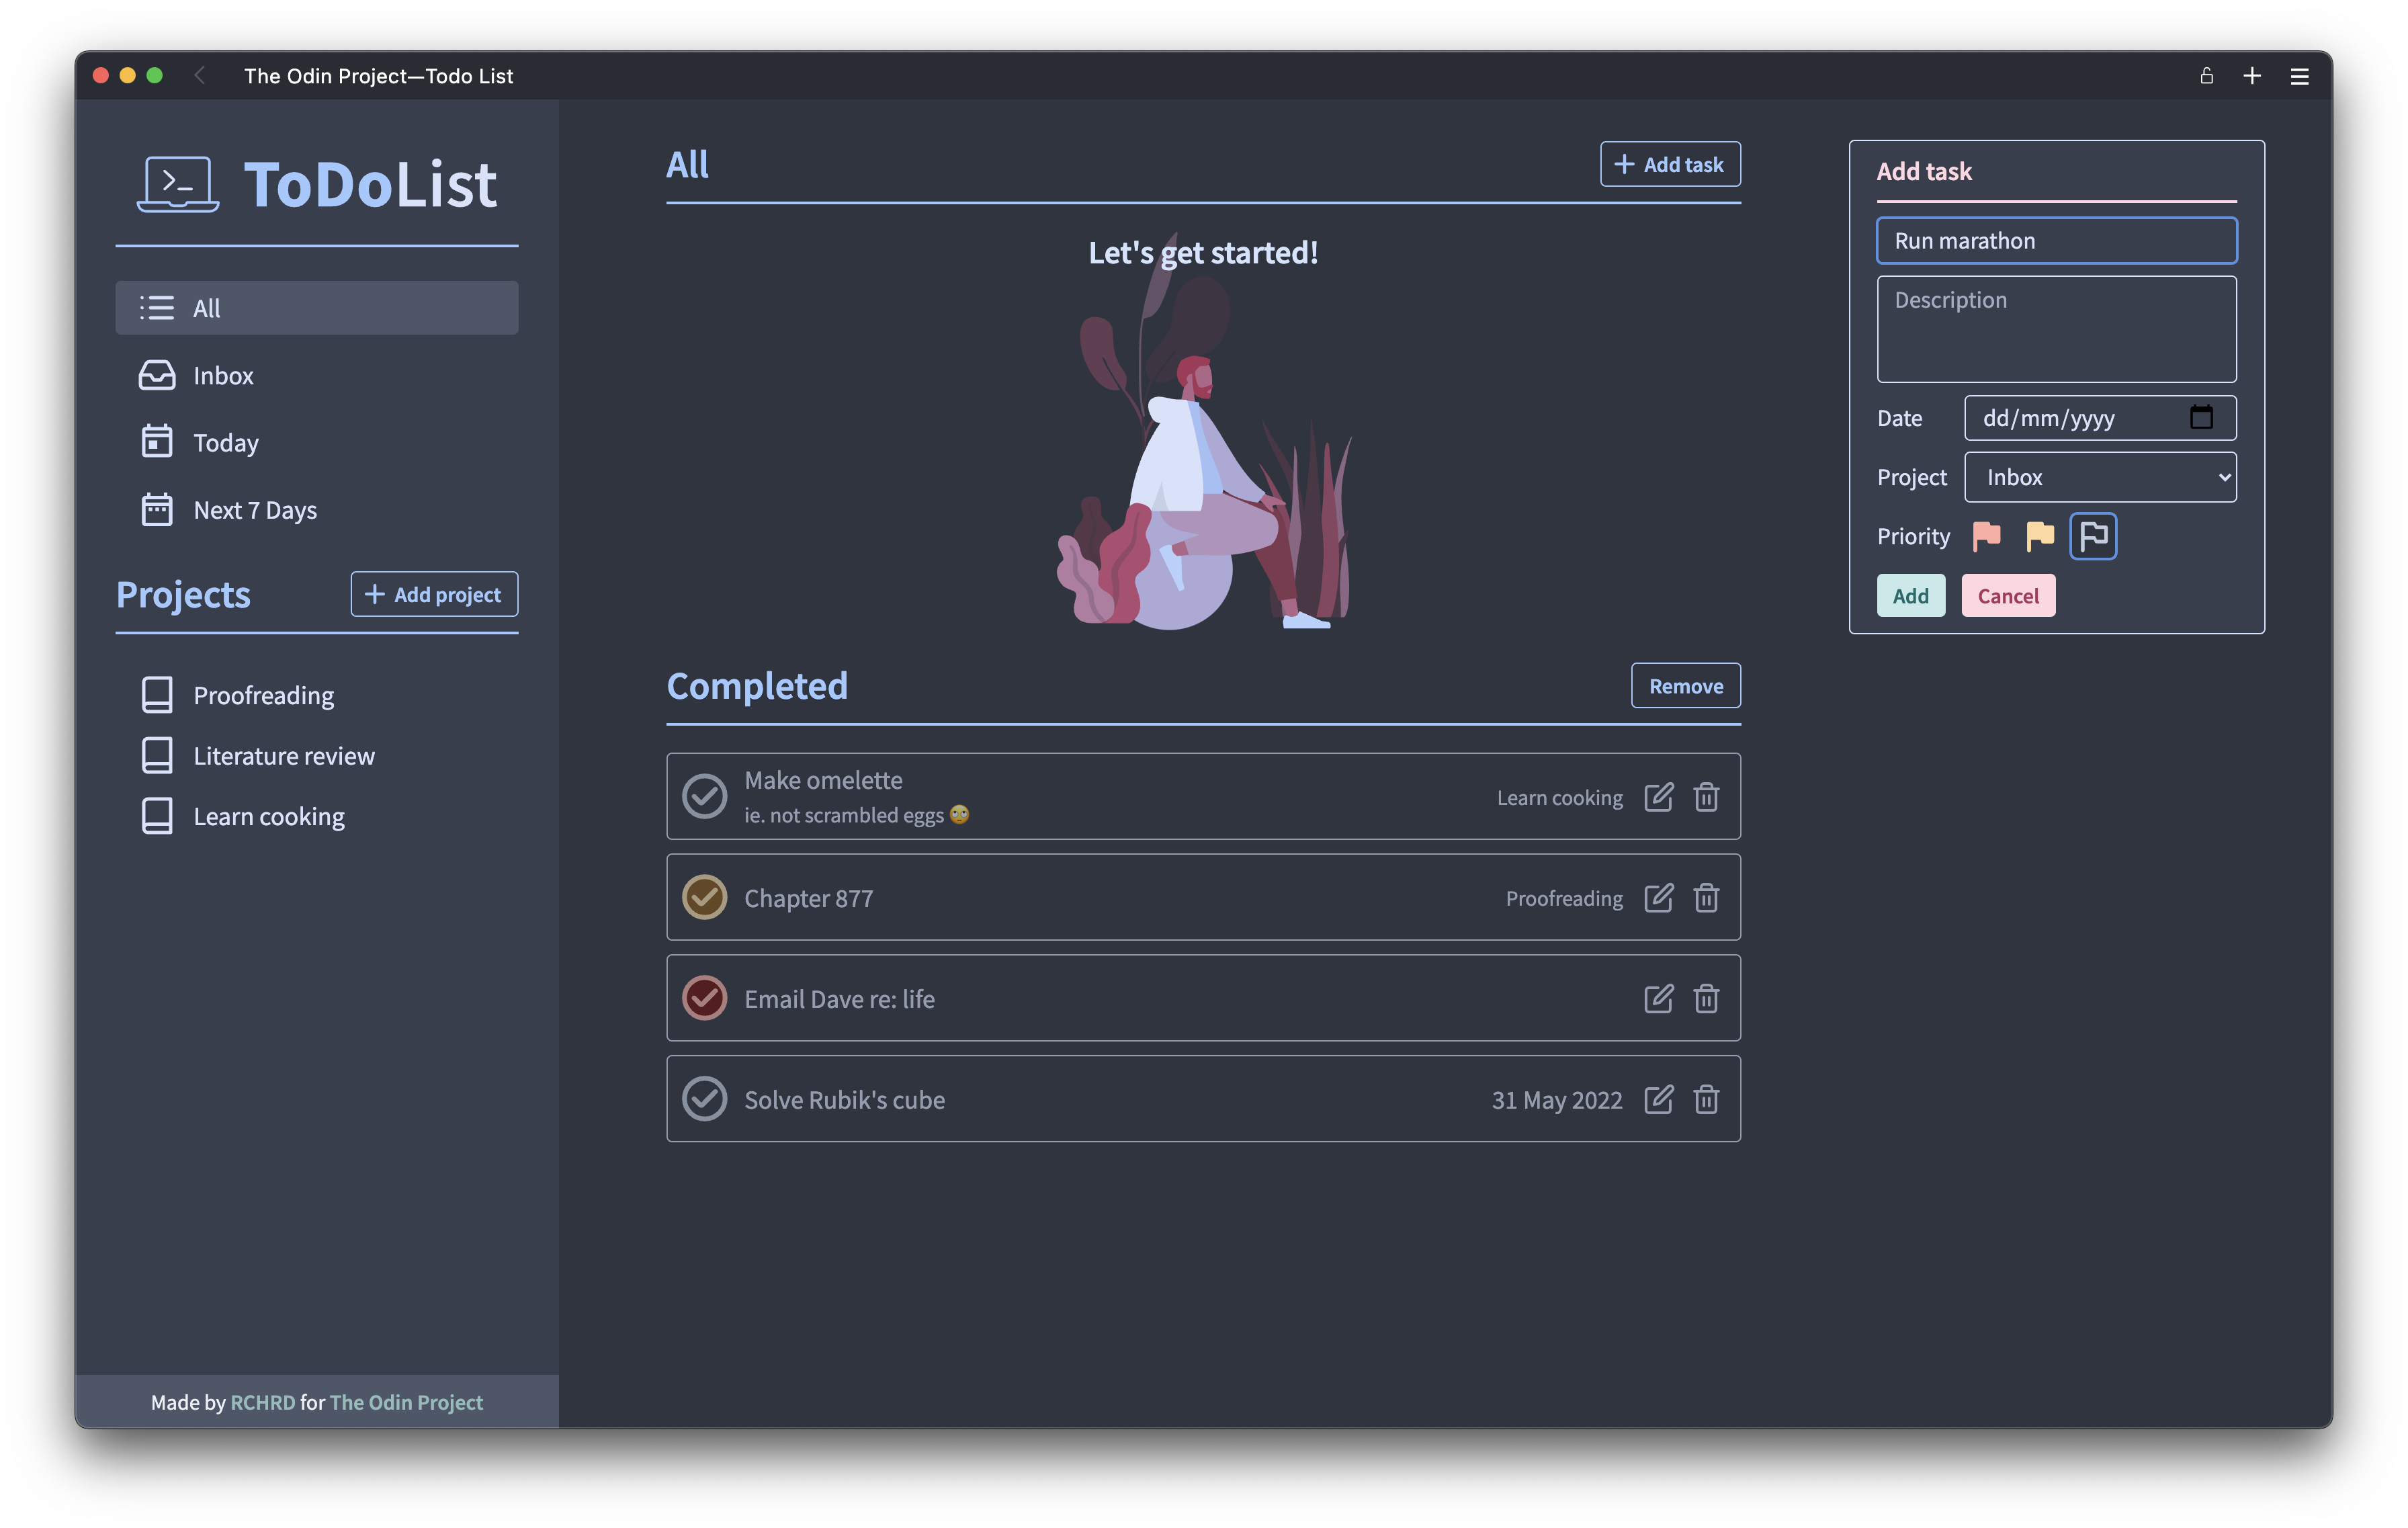 The Odin Project—Todo List
ToDoList
All
Inbox
Today
Next 7 Days
Projects
Add project
Proofreading
Literature review
Learn cooking
Made by RCHRD for The Odin Project
All
Add task
Let's get started!
Completed
Remove
Make omelette
ie. not scrambled eggs 🙄
Learn cooking
Chapter 877
Proofreading
Email Dave re: life
Solve Rubik's cube
31 May 2022
Add task
Run marathon
Description
Date
dd/mm/yyyy
Project
Inbox
Priority
Add
Cancel